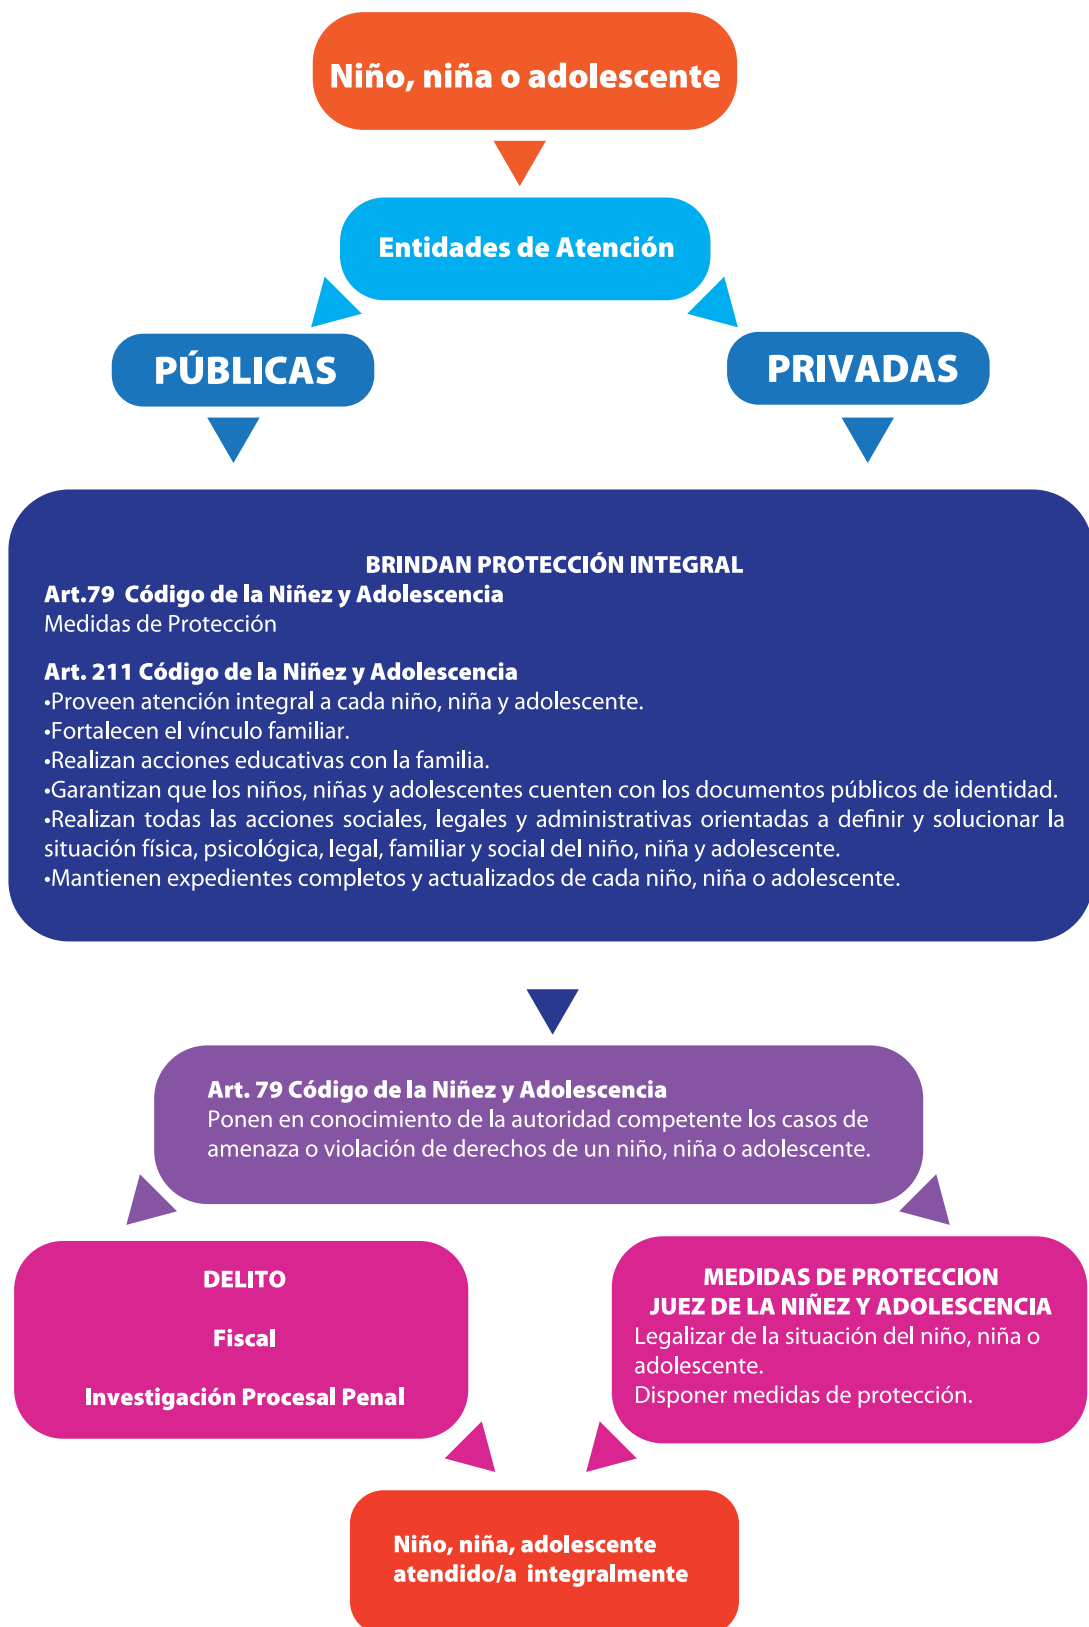 Niño, niña o adolescente
Entidades de Atención
PÚBLICAS
PRIVADAS
BRINDAN PROTECCIÓN INTEGRAL
Art.79 Código de la Niñez y Adolescencia
Medidas de Protección
Art. 211 Código de la Niñez y Adolescencia
•Proveen atención integral a cada niño, niña y adolescente.
•Fortalecen el vínculo familiar.
•Realizan acciones educativas con la familia.
•Garantizan que los niños, niñas y adolescentes cuenten con los documentos públicos de identidad.
•Realizan todas las acciones sociales, legales y administrativas orientadas a definir y solucionar la
situación física, psicológica, legal, familiar y social del niño, niña y adolescente.
•Mantienen expedientes completos y actualizados de cada niño, niña o adolescente.
Art. 79 Código de la Niñez y Adolescencia
Ponen en conocimiento de la autoridad competente los casos de
amenaza o violación de derechos de un niño, niña o adolescente.
DELITO
Fiscal
Investigación Procesal Penal
MEDIDAS DE PROTECCION
JUEZ DE LA NIÑEZ Y ADOLESCENCIA
Legalizar de la situación del niño, niña o
adolescente.
Disponer medidas de protección.
Niño, niña, adolescente
atendido/a integralmente